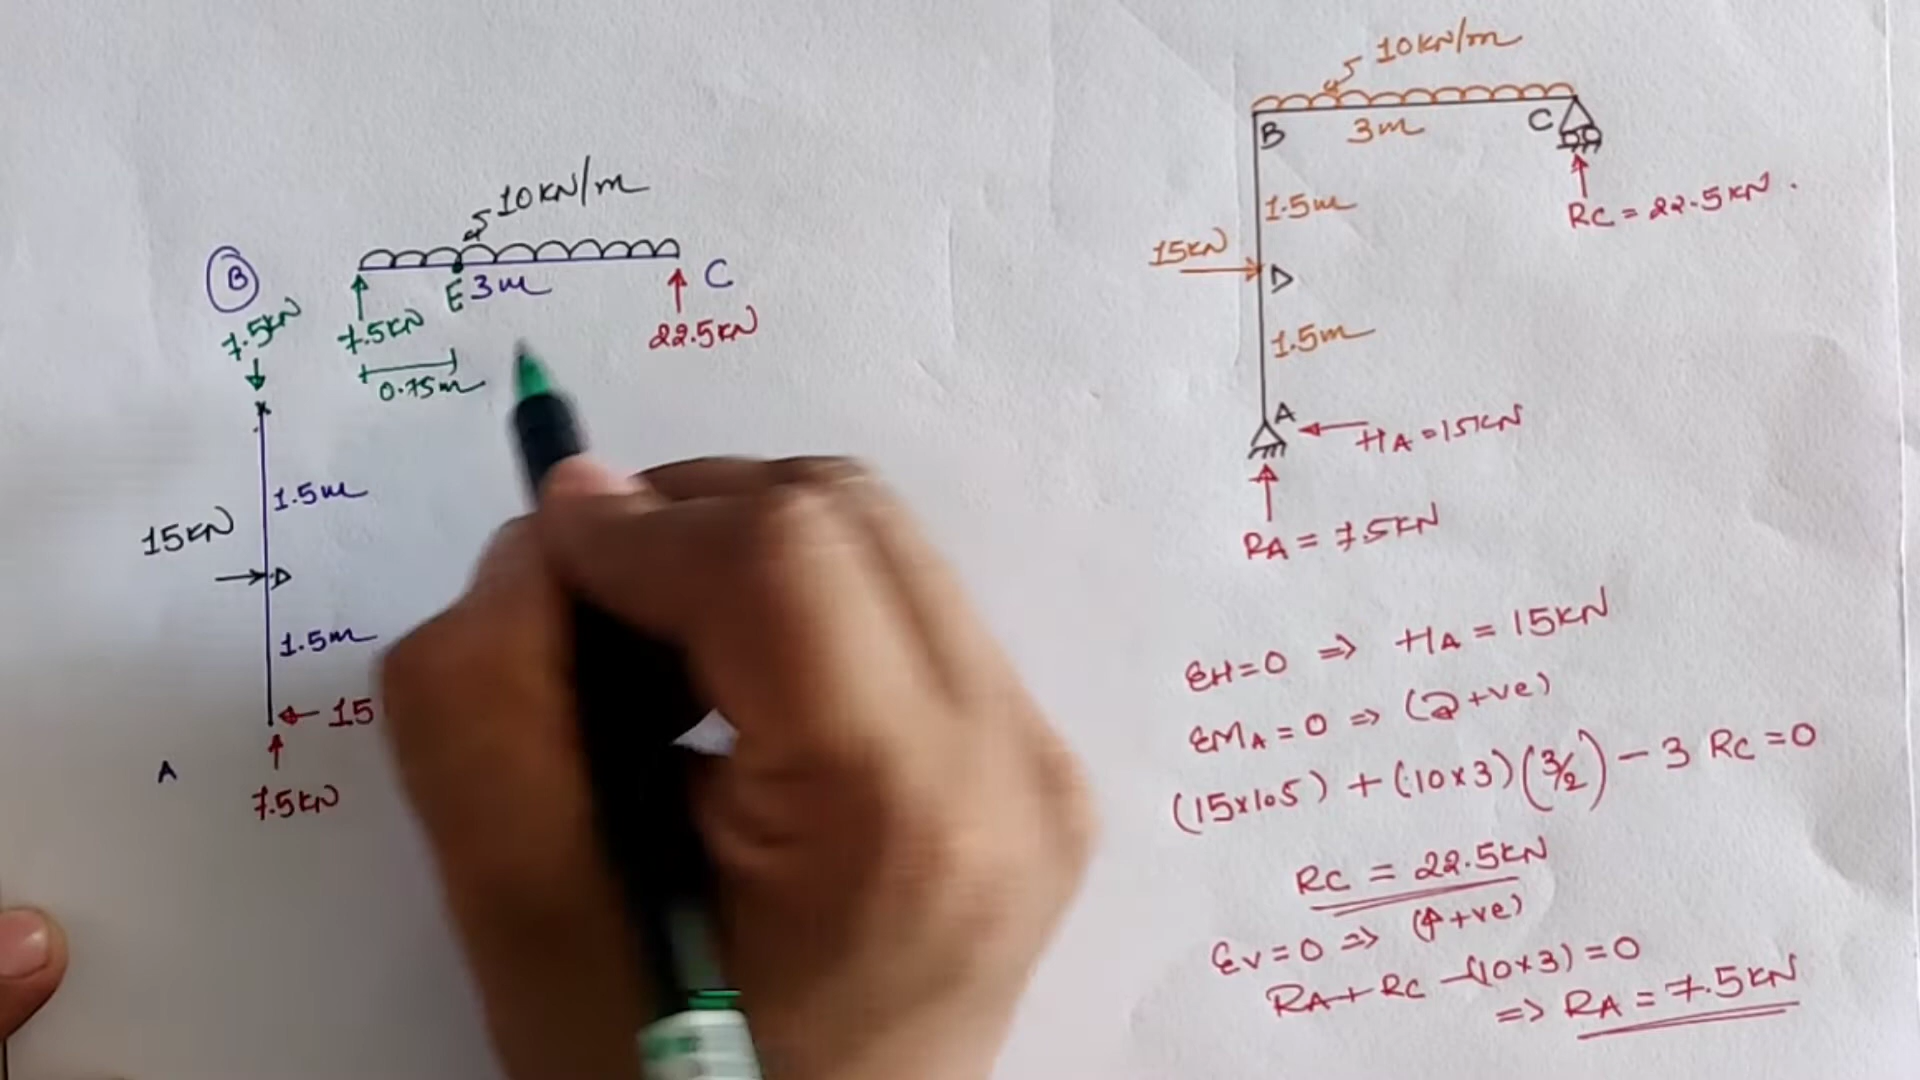 10KN/m
B
E 3m
C
7.5KN
7.5KN
22.5KN
0.75m
1.5m
15KN
D
1.5m
15
A
7.5KN
10KN/m
B
3m
C
1.5m
RC = 22.5KN.
15KN
D
1.5m
A
HA = 15KN
RA = 7.5KN
ƐH=0 ⇒ HA = 15KN
ƐMA = 0 ⇒ (↻+ve)
(15×1.5) + (10×3)(3/2) - 3 RC = 0
RC = 22.5KN
ƐV=0 ⇒ (↑+ve)
RA + RC - (10×3) = 0
⇒ RA = 7.5KN